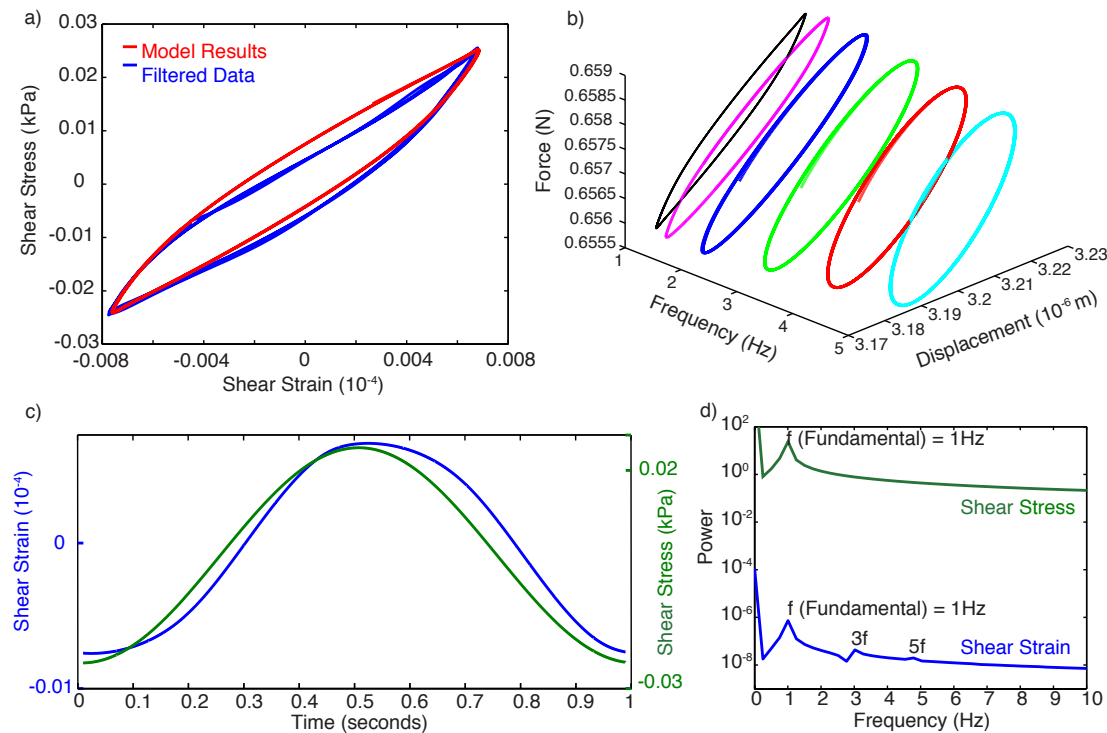 a)
0.03
0.02
0.01
0
-0.01
-0.02
-0.03
Shear Stress (kPa)
Model Results
Filtered Data
-0.008
-0.004
0
0.004
0.008
Shear Strain (10-4)
b)
0.659
0.6585
0.658
0.6575
0.657
0.6565
0.656
0.6555
Force (N)
1
2
3
4
5
Frequency (Hz)
3.17
3.18
3.19
3.2
3.21
3.22
3.23
Displacement (10-6 m)
c)
Shear Strain (10-4)
0
-0.01
0.02
-0.03
Shear Stress (kPa)
0
0.1
0.2
0.3
0.4
0.5
0.6
0.7
0.8
0.9
1
Time (seconds)
d)
102
100
10-2
10-4
10-6
10-8
Power
f (Fundamental) = 1Hz
Shear Stress
f (Fundamental) = 1Hz
3f
5f
Shear Strain
0
1
2
3
4
5
6
7
8
9
10
Frequency (Hz)